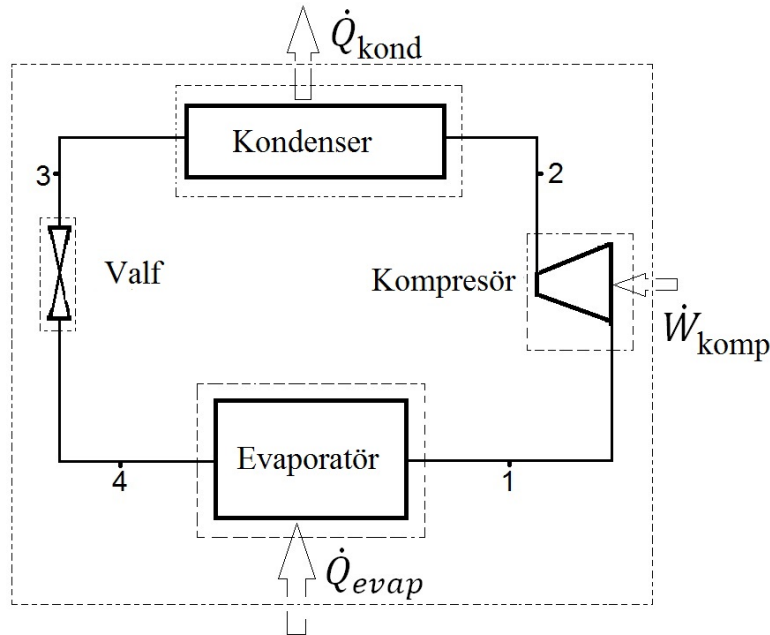 Q̇kond
Kondenser
3
2
Valf
Kompresör
Ẇkomp
Evaporatör
4
1
Q̇evap